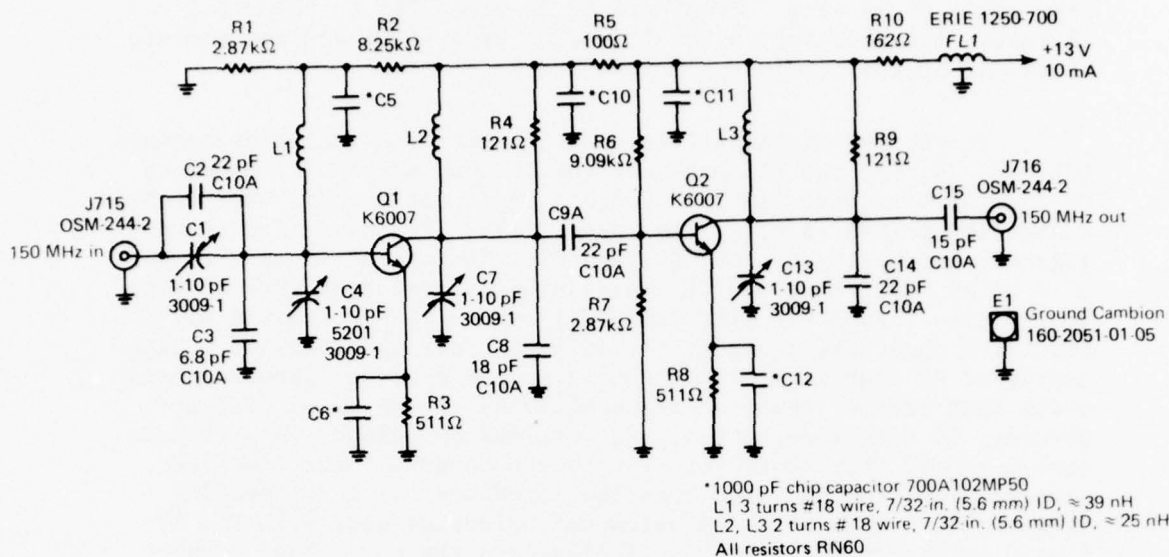 R1
2.87kΩ
R2
8.25kΩ
R5
100Ω
R10
162Ω
ERIE 1250-700
FL1
+13 V
10 mA
*C5
*C10
*C11
L1
L2
R4
121Ω
R6
9.09kΩ
L3
R9
121Ω
C2
22 pF
C10A
J715
OSM-244-2
C1
150 MHz in
1-10 pF
3009-1
C3
6.8 pF
C10A
C4
1-10 pF
5201
3009-1
Q1
K6007
C7
1-10 pF
3009-1
C9A
22 pF
C10A
Q2
K6007
C8
18 pF
C10A
R7
2.87kΩ
C13
1-10 pF
3009-1
C14
22 pF
C10A
C15
15 pF
C10A
J716
OSM-244-2
150 MHz out
E1
Ground Cambion
160-2051-01-05
C6*
R3
511Ω
R8
511Ω
*C12
*1000 pF chip capacitor 700A102MP50
L1 3 turns #18 wire, 7/32-in. (5.6 mm) ID, ≈ 39 nH
L2, L3 2 turns # 18 wire, 7/32-in. (5.6 mm) ID, ≈ 25 nH
All resistors RN60